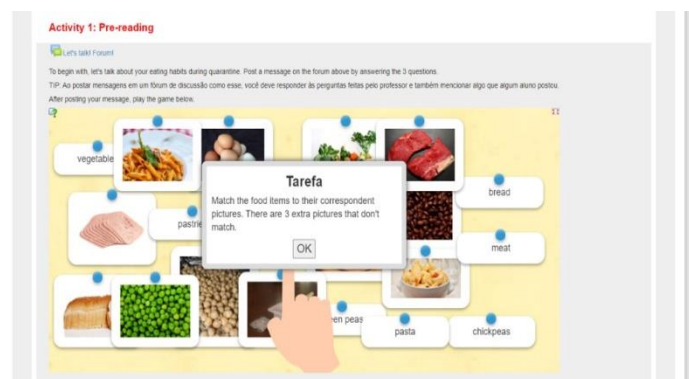 Activity 1: Pre-reading
Let's talk! Forum!
To begin with, let's talk about your eating habits during quarantine. Post a message on the forum above by answering the 3 questions.
TIP: Ao postar mensagens em um fórum de discussão como esse, você deve responder às perguntas feitas pelo professor e também mencionar algo que algum aluno postou.
After posting your message, play the game below.
vegetable
Tarefa
Match the food items to their correspondent
pictures. There are 3 extra pictures that don't
match.
OK
bread
pastrie
meat
een peas
pasta
chickpeas